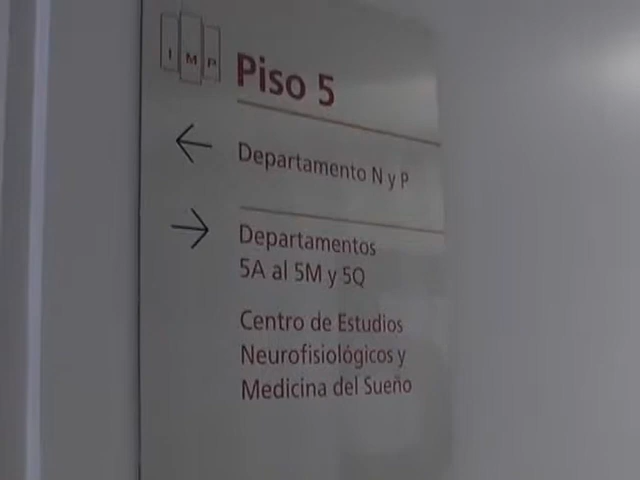 I M P
Piso 5
Departamento N y P
Departamentos
5A al 5M y 5Q
Centro de Estudios
Neurofisiológicos y
Medicina del Sueño